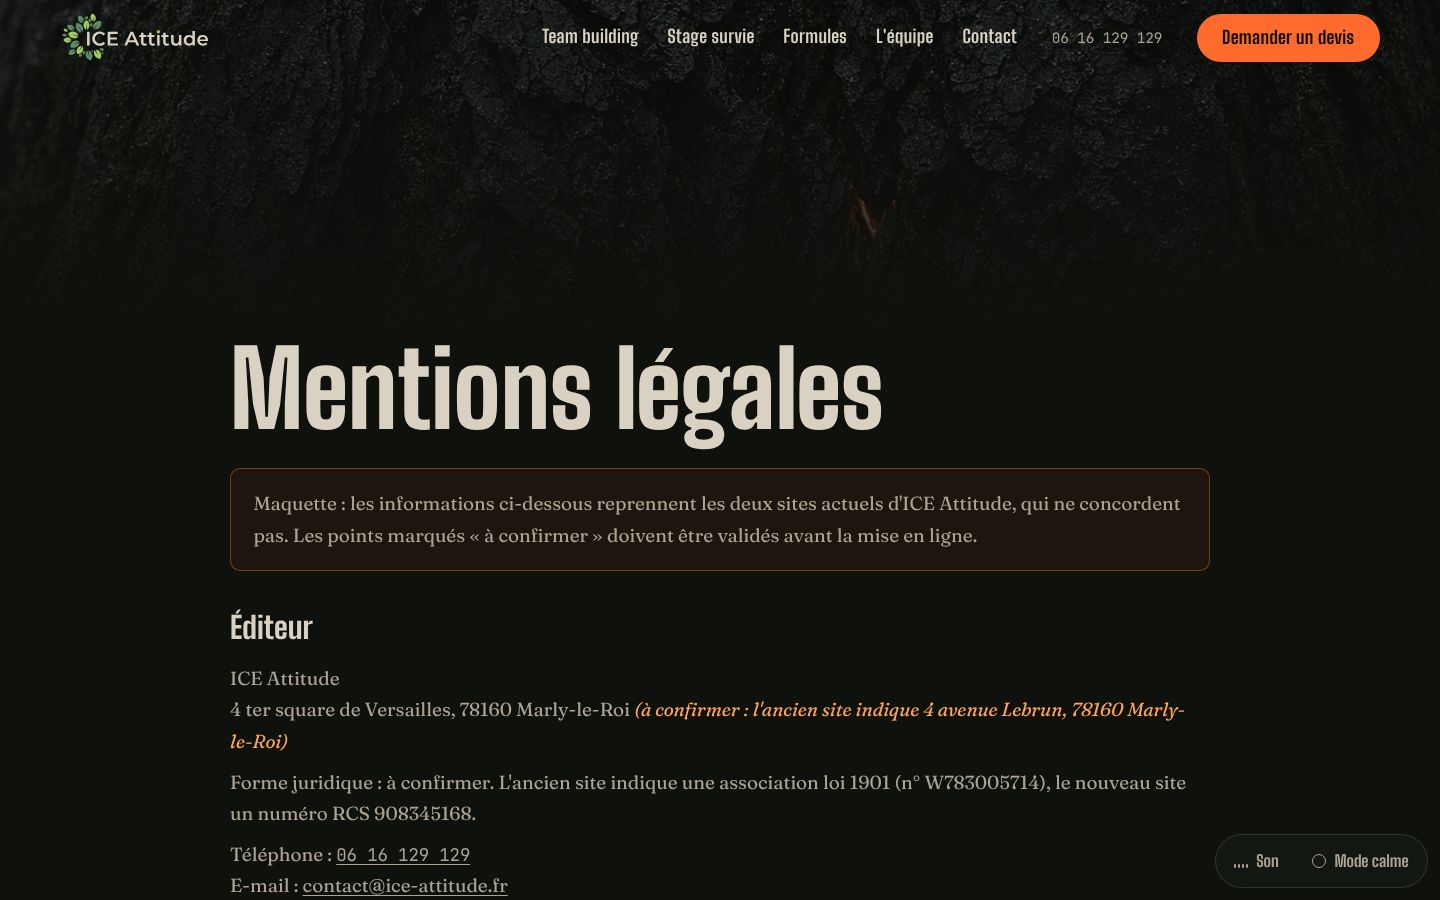 ICE Attitude
Team building
Stage survie
Formules
L'équipe
Contact
06 16 129 129
Demander un devis
Mentions légales
Maquette : les informations ci-dessous reprennent les deux sites actuels d'ICE Attitude, qui ne concordent
pas. Les points marqués « à confirmer » doivent être validés avant la mise en ligne.
Éditeur
ICE Attitude
4 ter square de Versailles, 78160 Marly-le-Roi (à confirmer : l'ancien site indique 4 avenue Lebrun, 78160 Marly-
le-Roi)
Forme juridique : à confirmer. L'ancien site indique une association loi 1901 (n° W783005714), le nouveau site
un numéro RCS 908345168.
Téléphone : 06 16 129 129
E-mail : contact@ice-attitude.fr
Son
Mode calme